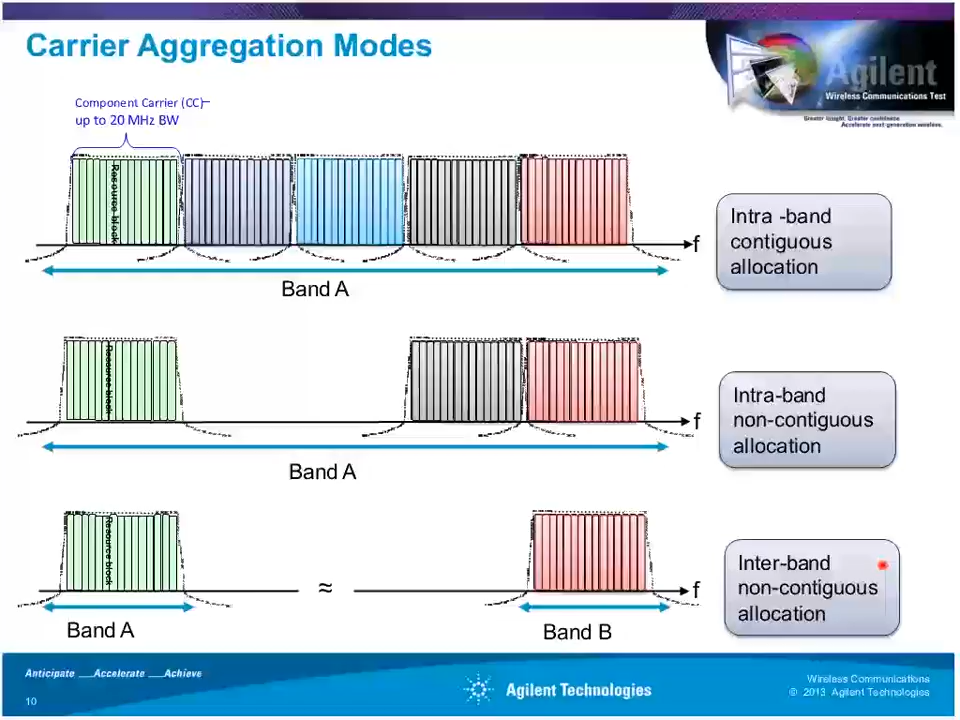 Carrier Aggregation Modes
Agilent
Wireless Communications Test
Greater insight. Greater confidence.
Accelerate next-generation wireless.
Component Carrier (CC)–
up to 20 MHz BW
Resource block
f
Band A
Intra -band
contiguous
allocation
Resource block
f
Band A
Intra-band
non-contiguous
allocation
Resource block
≈
f
Band A
Band B
Inter-band
non-contiguous
allocation
Anticipate ___Accelerate ___Achieve
10
Agilent Technologies
Wireless Communications
© 2013 Agilent Technologies